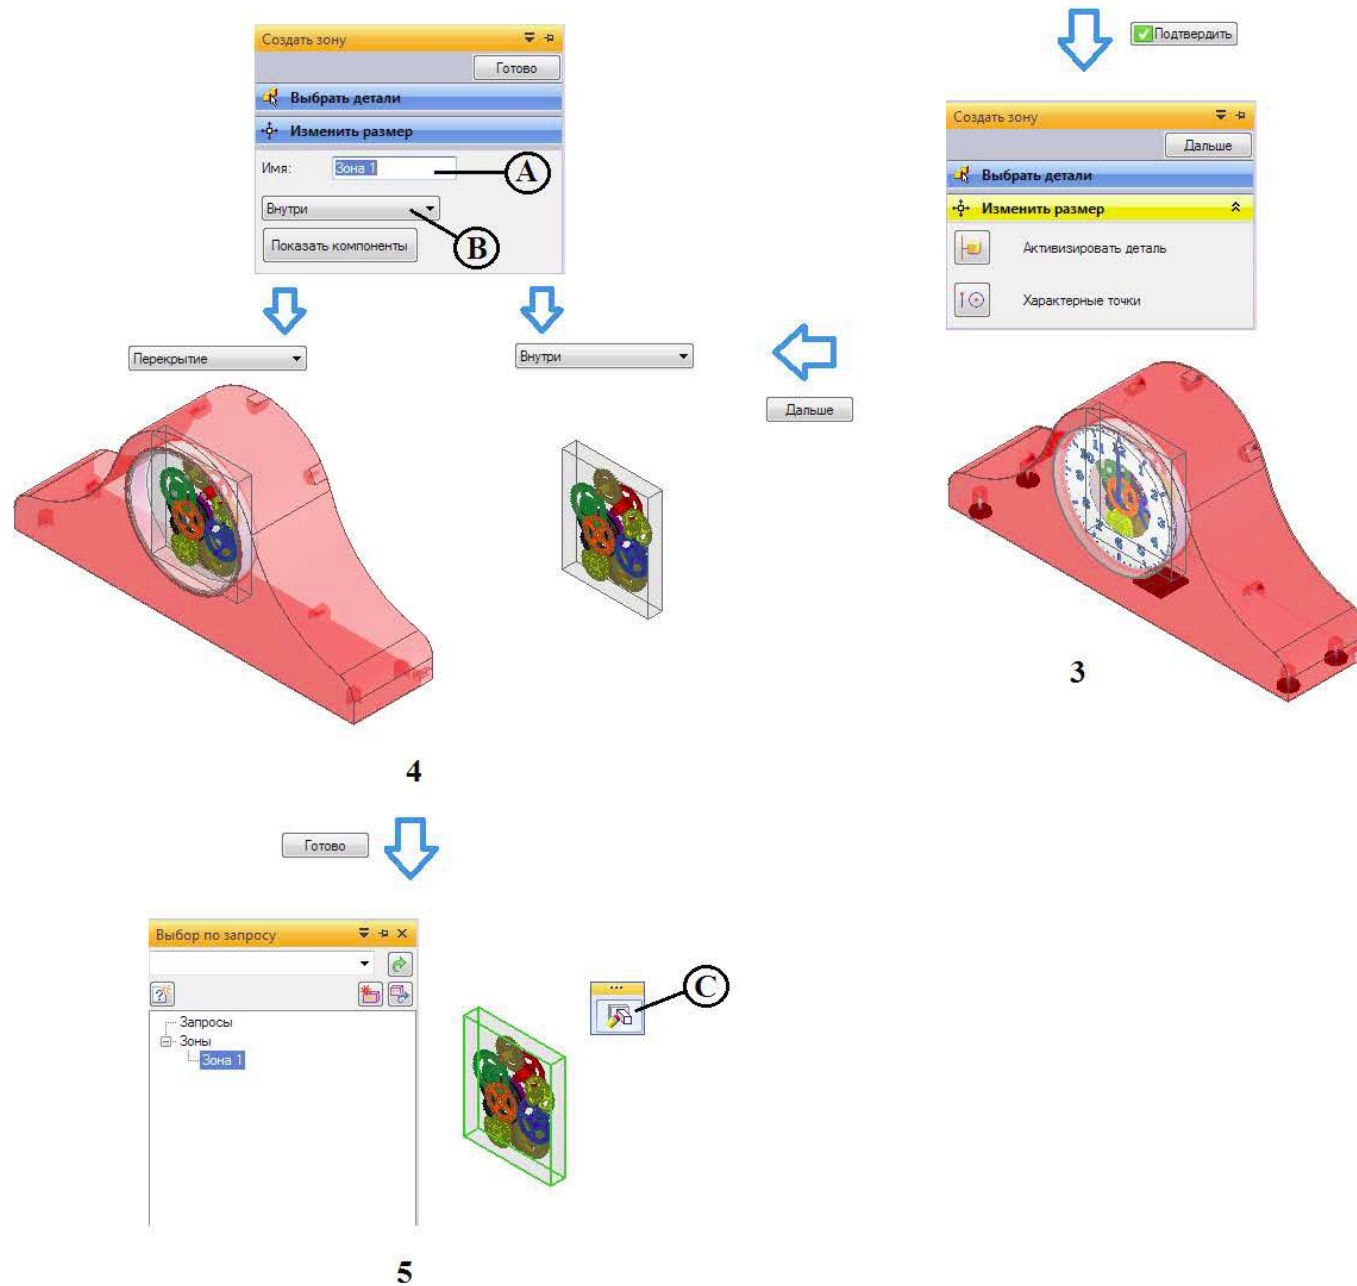 Создать зону
Готово
Выбрать детали
Изменить размер
Имя: Зона 1
A
Внутри
B
Показать компоненты
Перекрытие
Внутри
Подтвердить
Создать зону
Дальше
Выбрать детали
Изменить размер
Активизировать деталь
Характерные точки
Дальше
3
4
Готово
Выбор по запросу
Запросы
Зоны
Зона 1
C
5